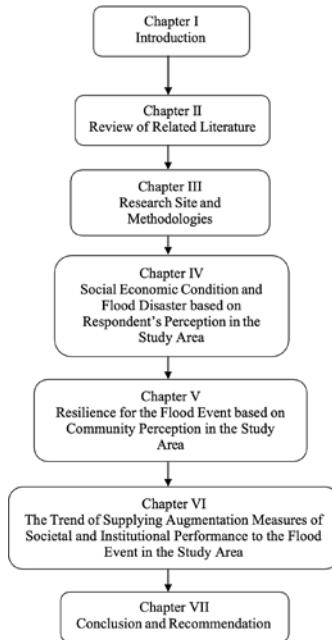 Chapter I
Introduction
Chapter II
Review of Related Literature
Chapter III
Research Site and
Methodologies
Chapter IV
Social Economic Condition and
Flood Disaster based on
Respondent's Perception in the
Study Area
Chapter V
Resilience for the Flood Event based on
Community Perception in the Study
Area
Chapter VI
The Trend of Supplying Augmentation Measures of
Societal and Institutional Performance to the Flood
Event in the Study Area
Chapter VII
Conclusion and Recommendation